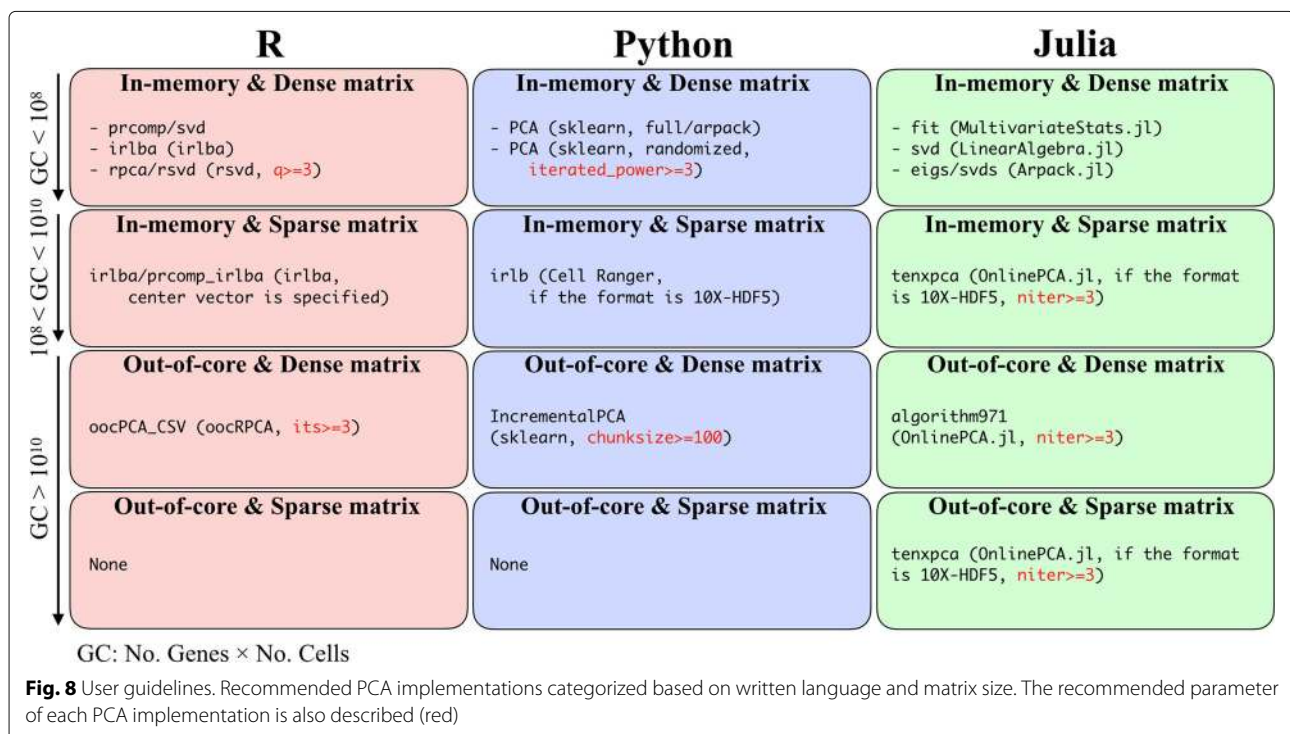 R
Python
Julia
GC < 10⁸
In-memory & Dense matrix
- prcomp/svd
- irlba (irlba)
- rpca/rsvd (rsvd, q>=3)
In-memory & Dense matrix
- PCA (sklearn, full/arpack)
- PCA (sklearn, randomized,
iterated_power>=3)
In-memory & Dense matrix
- fit (MultivariateStats.jl)
- svd (LinearAlgebra.jl)
- eigs/svds (Arpack.jl)
10⁸ < GC < 10¹⁰
In-memory & Sparse matrix
irlba/prcomp_irlba (irlba,
center vector is specified)
In-memory & Sparse matrix
irlb (Cell Ranger,
if the format is 10X-HDF5)
In-memory & Sparse matrix
tenxpca (OnlinePCA.jl, if the format
is 10X-HDF5, niter>=3)
GC > 10¹⁰
Out-of-core & Dense matrix
oocPCA_CSV (oocRPCA, its>=3)
Out-of-core & Dense matrix
IncrementalPCA
(sklearn, chunksize>=100)
Out-of-core & Dense matrix
algorithm971
(OnlinePCA.jl, niter>=3)
Out-of-core & Sparse matrix
None
Out-of-core & Sparse matrix
None
Out-of-core & Sparse matrix
tenxpca (OnlinePCA.jl, if the format
is 10X-HDF5, niter>=3)
GC: No. Genes × No. Cells
Fig. 8 User guidelines. Recommended PCA implementations categorized based on written language and matrix size. The recommended parameter
of each PCA implementation is also described (red)